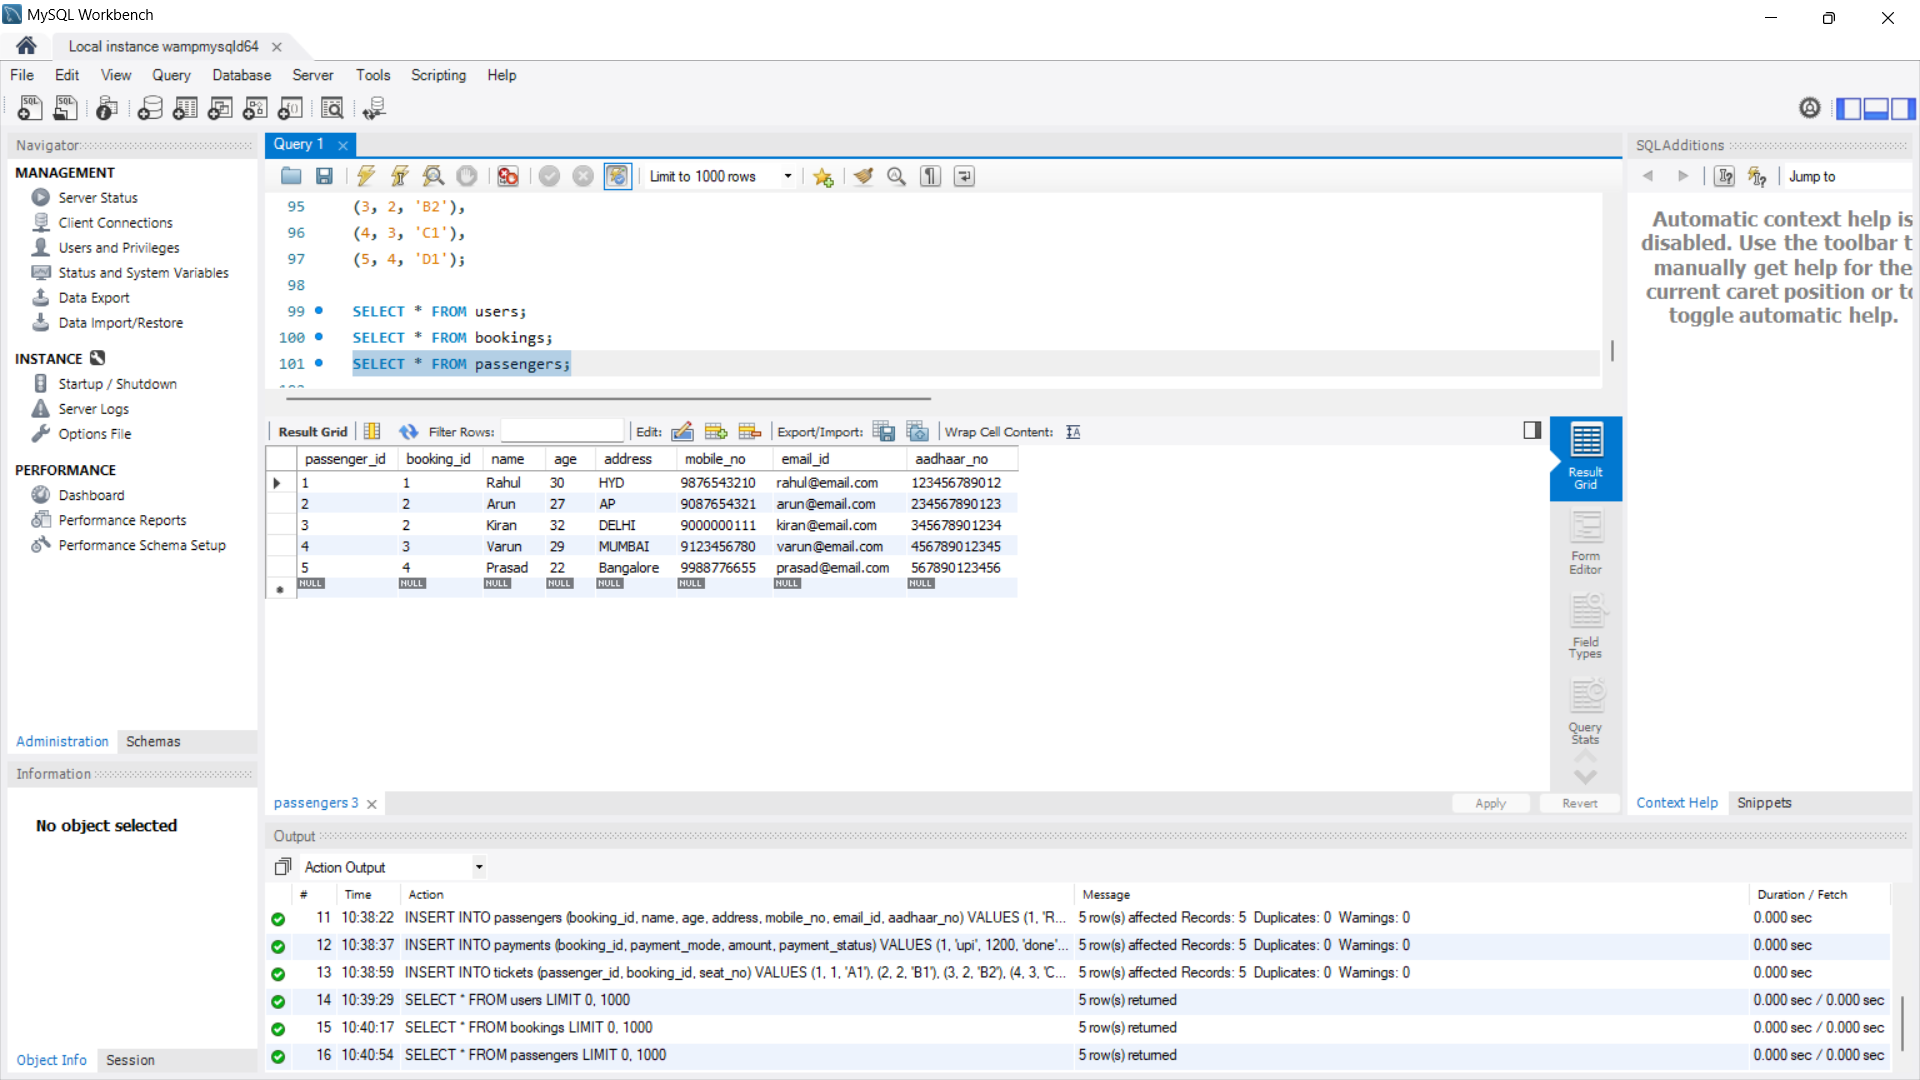 MySQL Workbench
Local instance wampmysqld64
File Edit View Query Database Server Tools Scripting Help
Navigator
MANAGEMENT
Server Status
Client Connections
Users and Privileges
Status and System Variables
Data Export
Data Import/Restore
INSTANCE
Startup / Shutdown
Server Logs
Options File
PERFORMANCE
Dashboard
Performance Reports
Performance Schema Setup
Administration Schemas
Information
No object selected
Object Info Session
Query 1
Limit to 1000 rows
95 (3, 2, 'B2'),
96 (4, 3, 'C1'),
97 (5, 4, 'D1');
98
99 SELECT * FROM users;
100 SELECT * FROM bookings;
101 SELECT * FROM passengers;
Result Grid Filter Rows: Edit: Export/Import: Wrap Cell Content:
passenger_id booking_id name age address mobile_no email_id aadhaar_no
1 1 Rahul 30 HYD 9876543210 rahul@email.com 123456789012
2 2 Arun 27 AP 9087654321 arun@email.com 234567890123
3 2 Kiran 32 DELHI 9000000111 kiran@email.com 345678901234
4 3 Varun 29 MUMBAI 9123456780 varun@email.com 456789012345
5 4 Prasad 22 Bangalore 9988776655 prasad@email.com 567890123456
NULL NULL NULL NULL NULL NULL NULL NULL
Result
Grid
Form
Editor
Field
Types
Query
Stats
passengers 3
Apply Revert
SQLAdditions
Jump to
Automatic context help is
disabled. Use the toolbar t
manually get help for the
current caret position or to
toggle automatic help.
Context Help Snippets
Output
Action Output
# Time Action Message Duration / Fetch
11 10:38:22 INSERT INTO passengers (booking_id, name, age, address, mobile_no, email_id, aadhaar_no) VALUES (1, 'R... 5 row(s) affected Records: 5 Duplicates: 0 Warnings: 0 0.000 sec
12 10:38:37 INSERT INTO payments (booking_id, payment_mode, amount, payment_status) VALUES (1, 'upi', 1200, 'done'... 5 row(s) affected Records: 5 Duplicates: 0 Warnings: 0 0.000 sec
13 10:38:59 INSERT INTO tickets (passenger_id, booking_id, seat_no) VALUES (1, 1, 'A1'), (2, 2, 'B1'), (3, 2, 'B2'), (4, 3, 'C... 5 row(s) affected Records: 5 Duplicates: 0 Warnings: 0 0.000 sec
14 10:39:29 SELECT * FROM users LIMIT 0, 1000 5 row(s) returned 0.000 sec / 0.000 sec
15 10:40:17 SELECT * FROM bookings LIMIT 0, 1000 5 row(s) returned 0.000 sec / 0.000 sec
16 10:40:54 SELECT * FROM passengers LIMIT 0, 1000 5 row(s) returned 0.000 sec / 0.000 sec